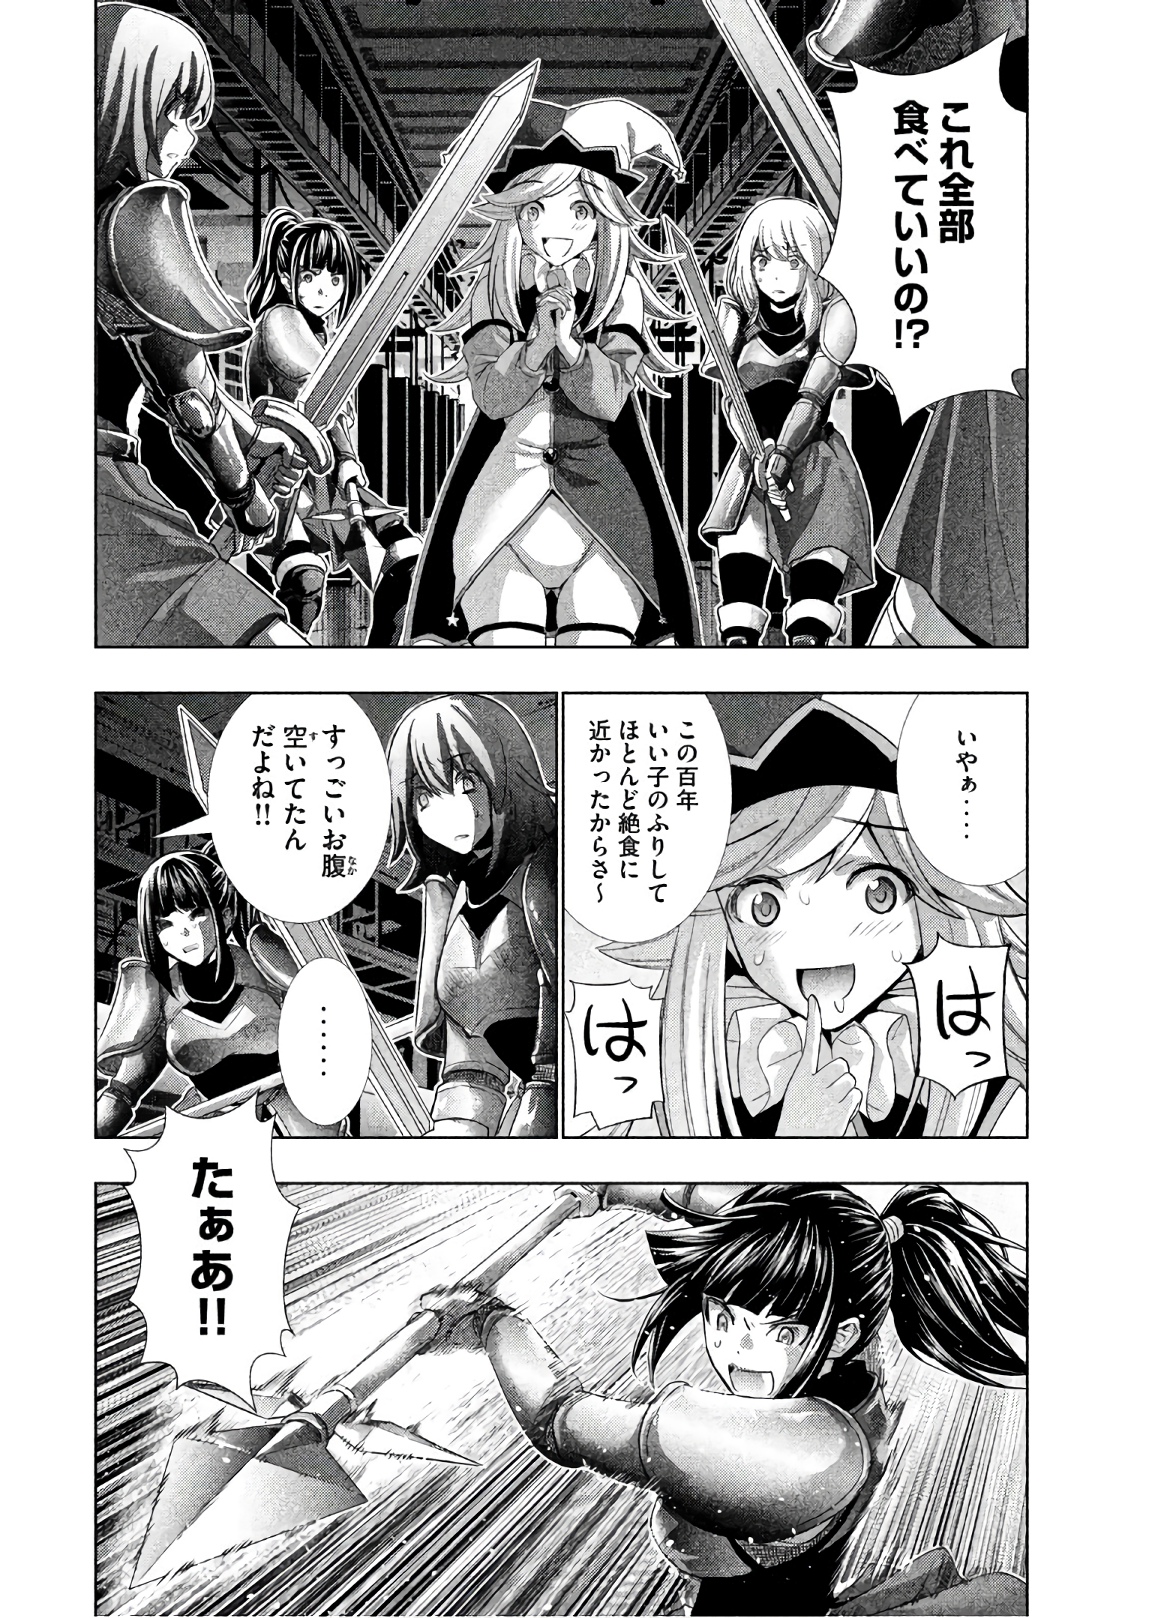 これ全部
食べていいの!?
いやぁ‥‥
この百年
いい子のふりして
ほとんど絶食に
近かったからさ～
はっ
はっ
すっごいお腹
なか
空いてたん
す
だよね!!
‥‥‥
たぁあ!!